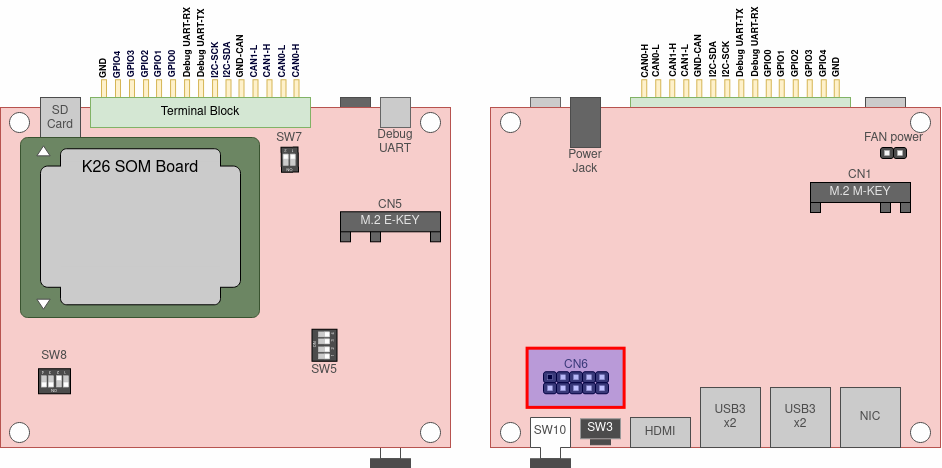 GND
GPIO4
GPIO3
GPIO2
GPIO1
GPIO0
Debug UART-RX
Debug UART-TX
I2C-SCK
I2C-SDA
GND-CAN
CAN1-L
CAN1-H
CAN0-L
CAN0-H
SD
Card
Terminal Block
Debug
UART
SW7
K26 SOM Board
CN5
M.2 E-KEY
SW5
SW8
CAN0-H
CAN0-L
CAN1-H
CAN1-L
GND-CAN
I2C-SDA
I2C-SCK
Debug UART-TX
Debug UART-RX
GPIO0
GPIO1
GPIO2
GPIO3
GPIO4
GND
Power
Jack
FAN power
CN1
M.2 M-KEY
CN6
SW10
SW3
HDMI
USB3
x2
USB3
x2
NIC